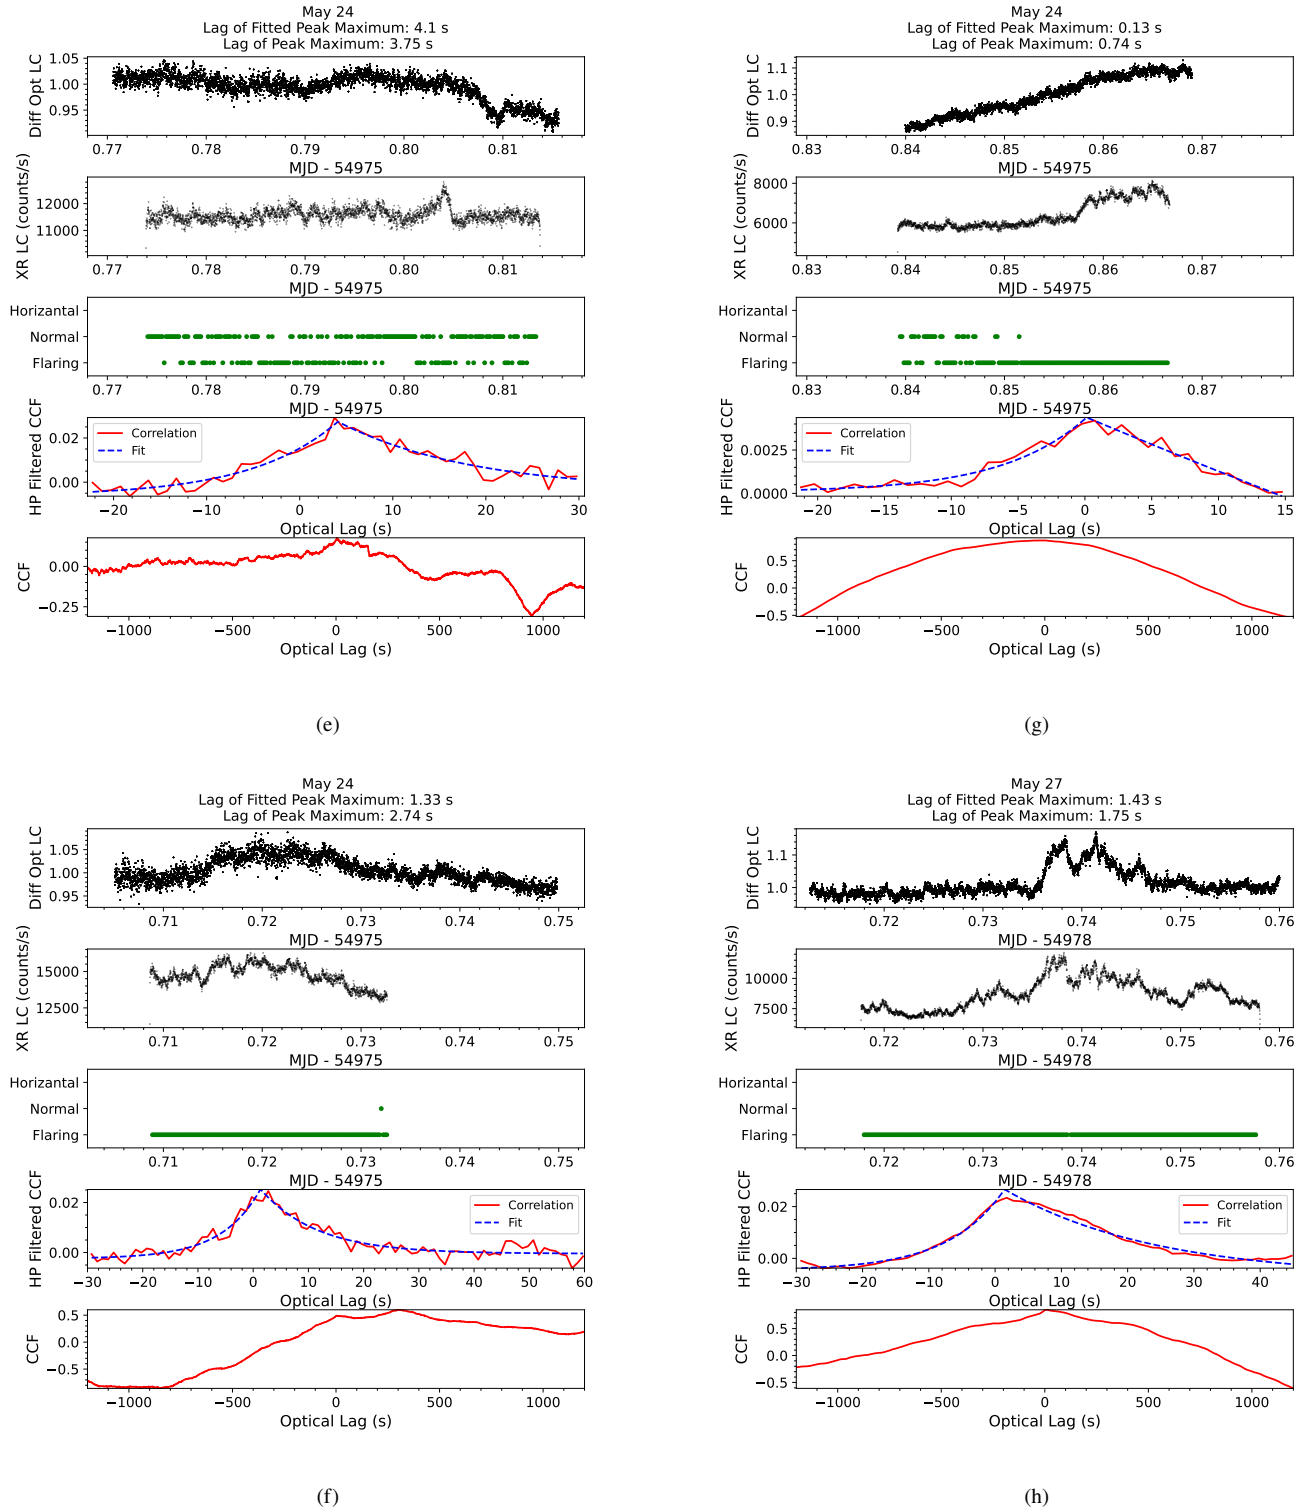 May 24
Lag of Fitted Peak Maximum: 4.1 s
Lag of Peak Maximum: 3.75 s
Diff Opt LC
1.05
1.00
0.95
0.77 0.78 0.79 0.80 0.81
MJD - 54975
XR LC (counts/s)
12000
11000
0.77 0.78 0.79 0.80 0.81
MJD - 54975
Horizantal
Normal
Flaring
0.77 0.78 0.79 0.80 0.81
MJD - 54975
HP Filtered CCF
0.02
0.00
Correlation
Fit
−20 −10 0 10 20 30
Optical Lag (s)
CCF
0.00
−0.25
−1000 −500 0 500 1000
Optical Lag (s)
(e)
May 24
Lag of Fitted Peak Maximum: 0.13 s
Lag of Peak Maximum: 0.74 s
Diff Opt LC
1.1
1.0
0.9
0.83 0.84 0.85 0.86 0.87
MJD - 54975
XR LC (counts/s)
8000
6000
0.83 0.84 0.85 0.86 0.87
MJD - 54975
Horizantal
Normal
Flaring
0.83 0.84 0.85 0.86 0.87
MJD - 54975
HP Filtered CCF
0.0025
0.0000
Correlation
Fit
−20 −15 −10 −5 0 5 10 15
Optical Lag (s)
CCF
0.5
0.0
−0.5
−1000 −500 0 500 1000
Optical Lag (s)
(g)
May 24
Lag of Fitted Peak Maximum: 1.33 s
Lag of Peak Maximum: 2.74 s
Diff Opt LC
1.05
1.00
0.95
0.71 0.72 0.73 0.74 0.75
MJD - 54975
XR LC (counts/s)
15000
12500
0.71 0.72 0.73 0.74 0.75
MJD - 54975
Horizantal
Normal
Flaring
0.71 0.72 0.73 0.74 0.75
MJD - 54975
HP Filtered CCF
0.02
0.00
Correlation
Fit
−30 −20 −10 0 10 20 30 40 50 60
Optical Lag (s)
CCF
0.5
0.0
−0.5
−1000 −500 0 500 1000
Optical Lag (s)
(f)
May 27
Lag of Fitted Peak Maximum: 1.43 s
Lag of Peak Maximum: 1.75 s
Diff Opt LC
1.1
1.0
0.72 0.73 0.74 0.75 0.76
MJD - 54978
XR LC (counts/s)
10000
7500
0.72 0.73 0.74 0.75 0.76
MJD - 54978
Horizantal
Normal
Flaring
0.72 0.73 0.74 0.75 0.76
MJD - 54978
HP Filtered CCF
0.02
0.00
Correlation
Fit
−30 −20 −10 0 10 20 30 40
Optical Lag (s)
CCF
0.5
0.0
−0.5
−1000 −500 0 500 1000
Optical Lag (s)
(h)